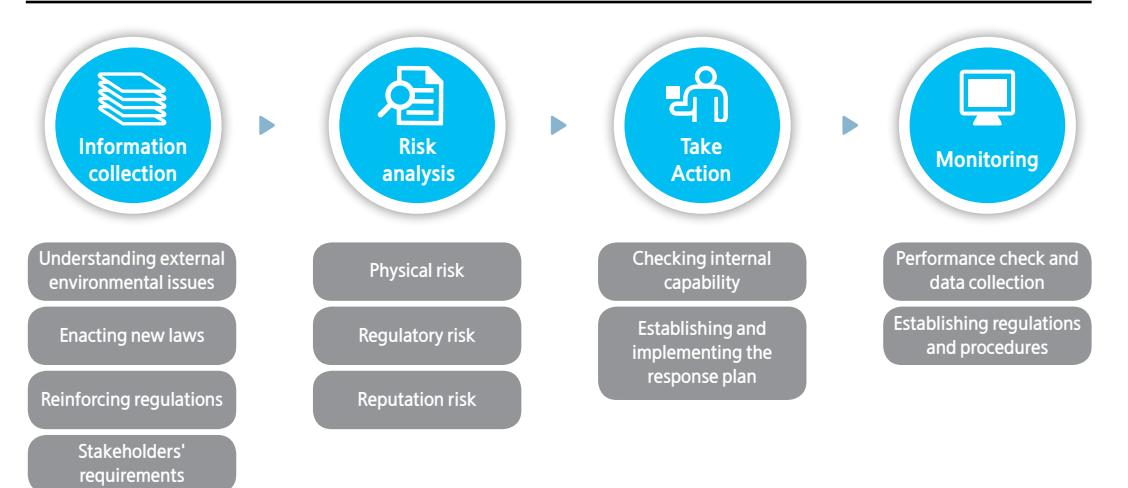 Information
collection
Risk
analysis
Take
Action
Monitoring
Understanding external
environmental issues
Enacting new laws
Reinforcing regulations
Stakeholders'
requirements
Physical risk
Regulatory risk
Reputation risk
Checking internal
capability
Establishing and
implementing the
response plan
Performance check and
data collection
Establishing regulations
and procedures